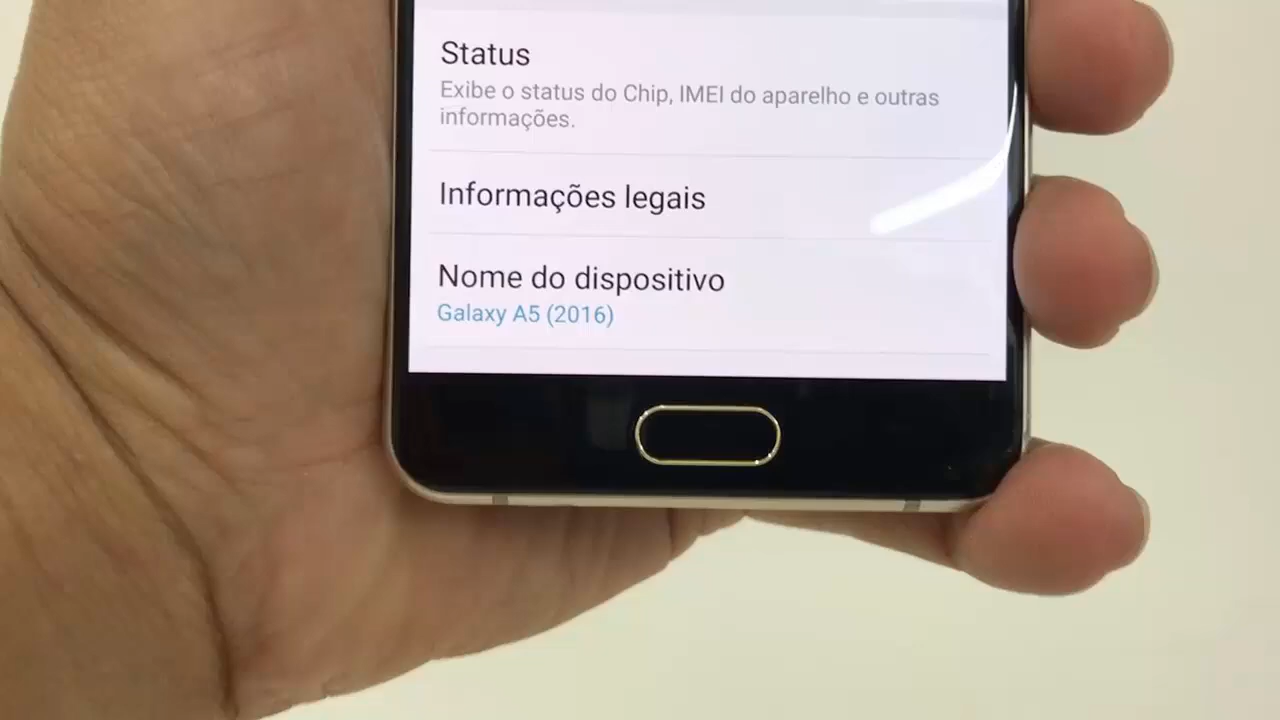 Status
Exibe o status do Chip, IMEI do aparelho e outras
informações.
Informações legais
Nome do dispositivo
Galaxy A5 (2016)